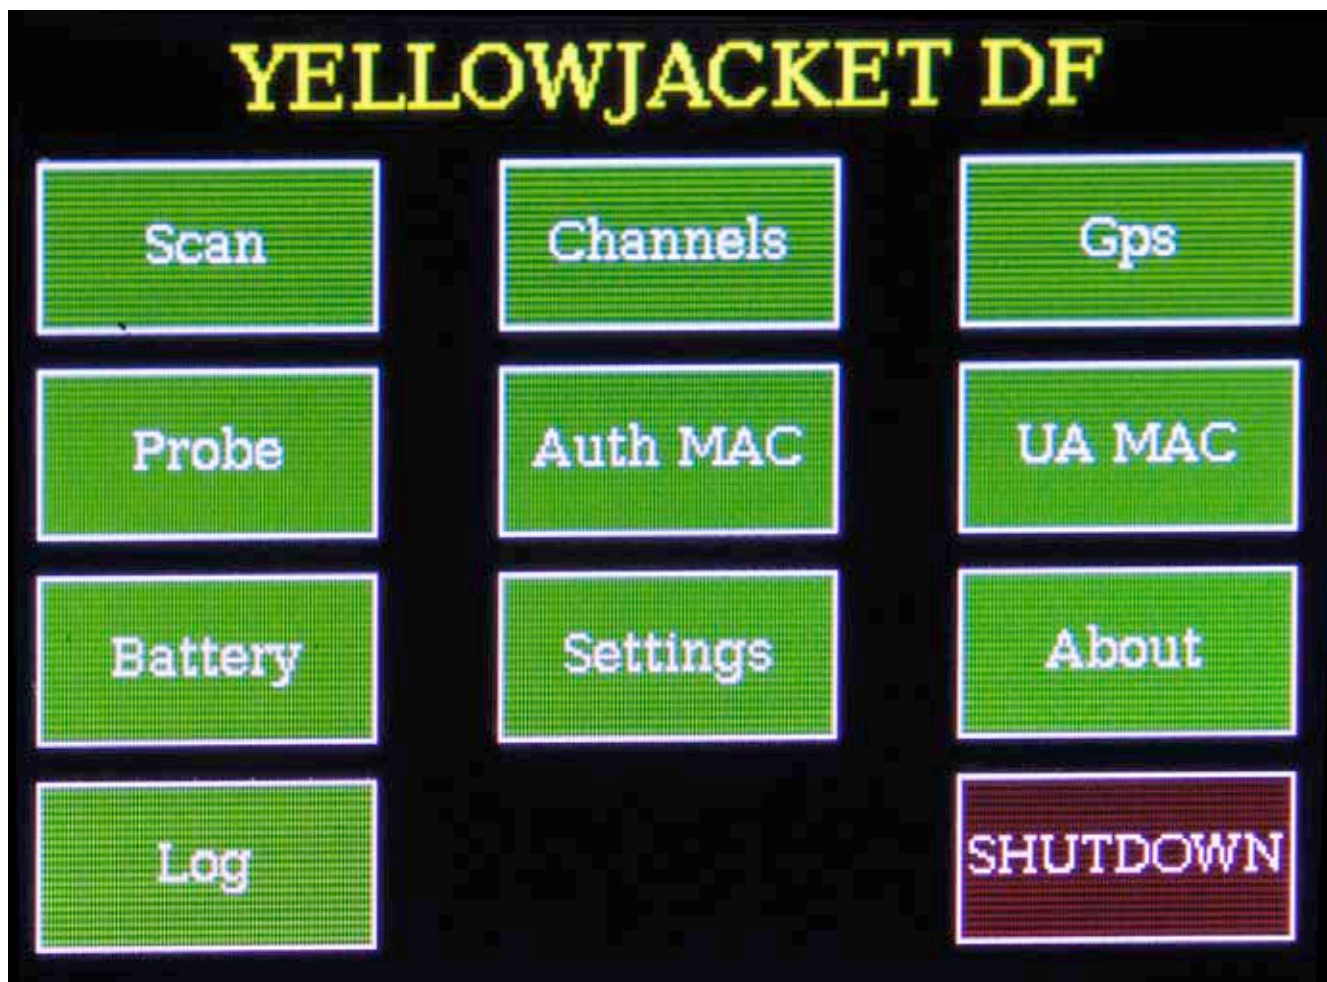 YELLOWJACKET DF
Scan
Channels
Gps
Probe
Auth MAC
UA MAC
Battery
Settings
About
Log
SHUTDOWN